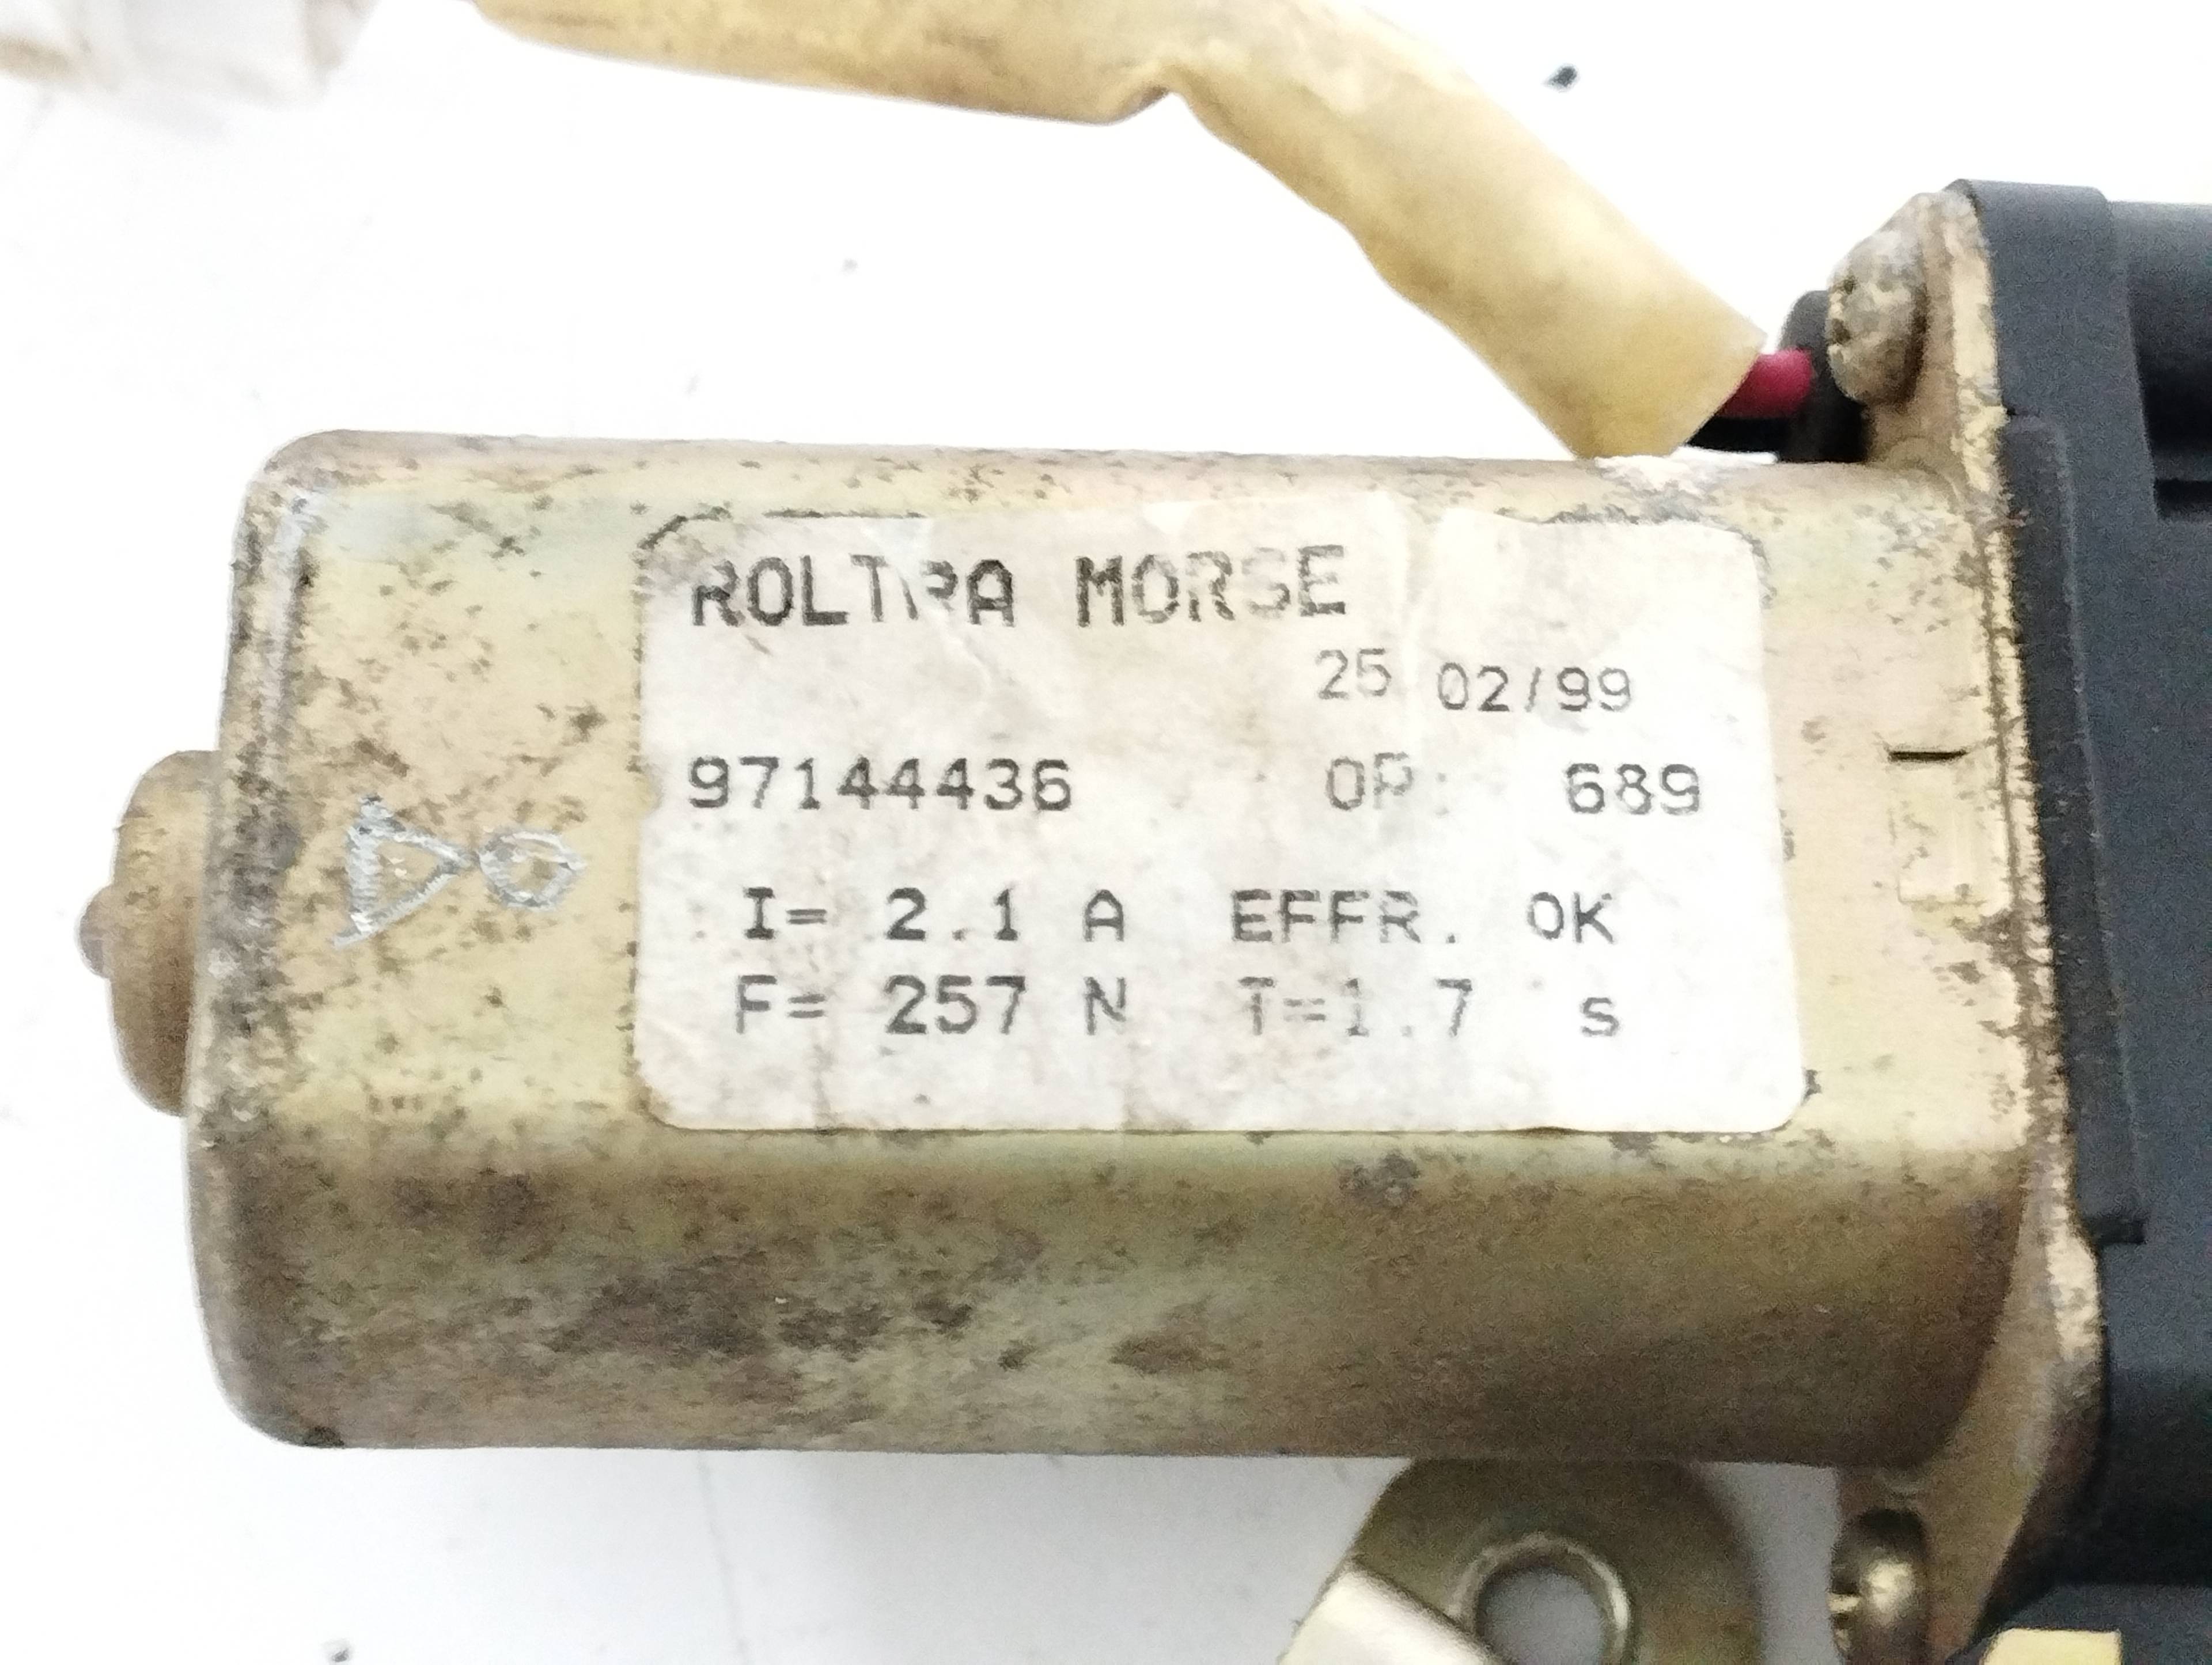 ROLTRA MORSE
25 02/99
97144436 OP: 689
I= 2.1 A EFFR. OK
F= 257 N T=1.7 s